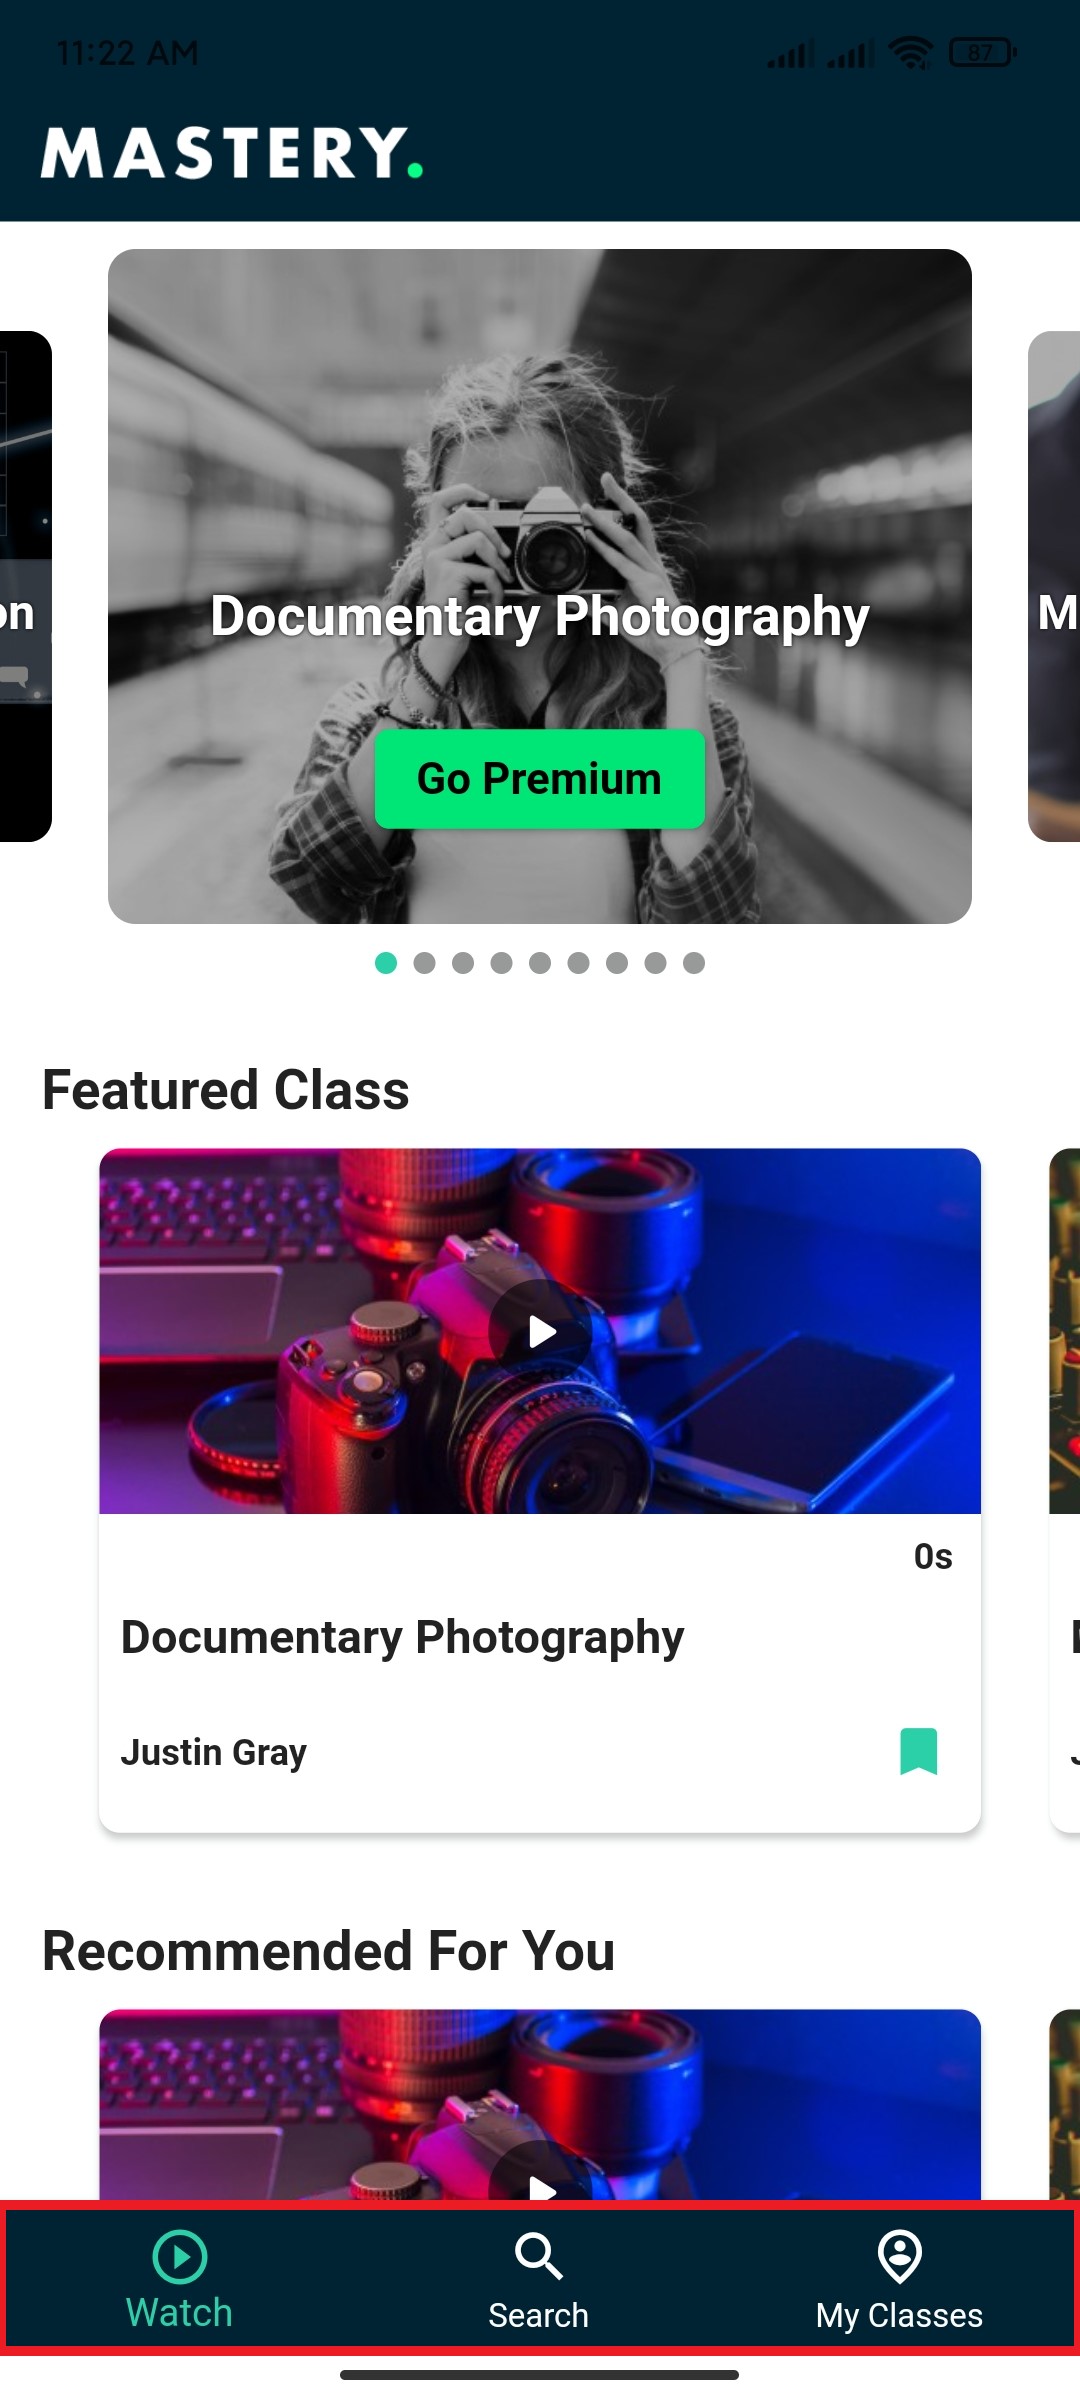 11:22 AM
87
MASTERY.
on
M
Documentary Photography
Go Premium
Featured Class
0s
Documentary Photography
Justin Gray
Recommended For You
Watch
Search
My Classes